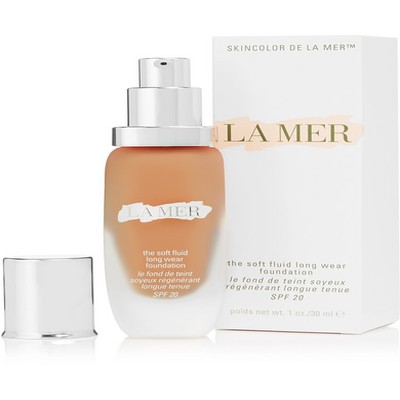 LA MER
the soft fluid
long wear
foundation
le fond de teint
soyeux régénérant
longue tenue
SPF 20
SKINCOLOR DE LA MER™
LA MER
the soft fluid long wear
foundation
le fond de teint soyeux
régénérant longue tenue
SPF 20
poids net wt. 1 oz/30 ml e